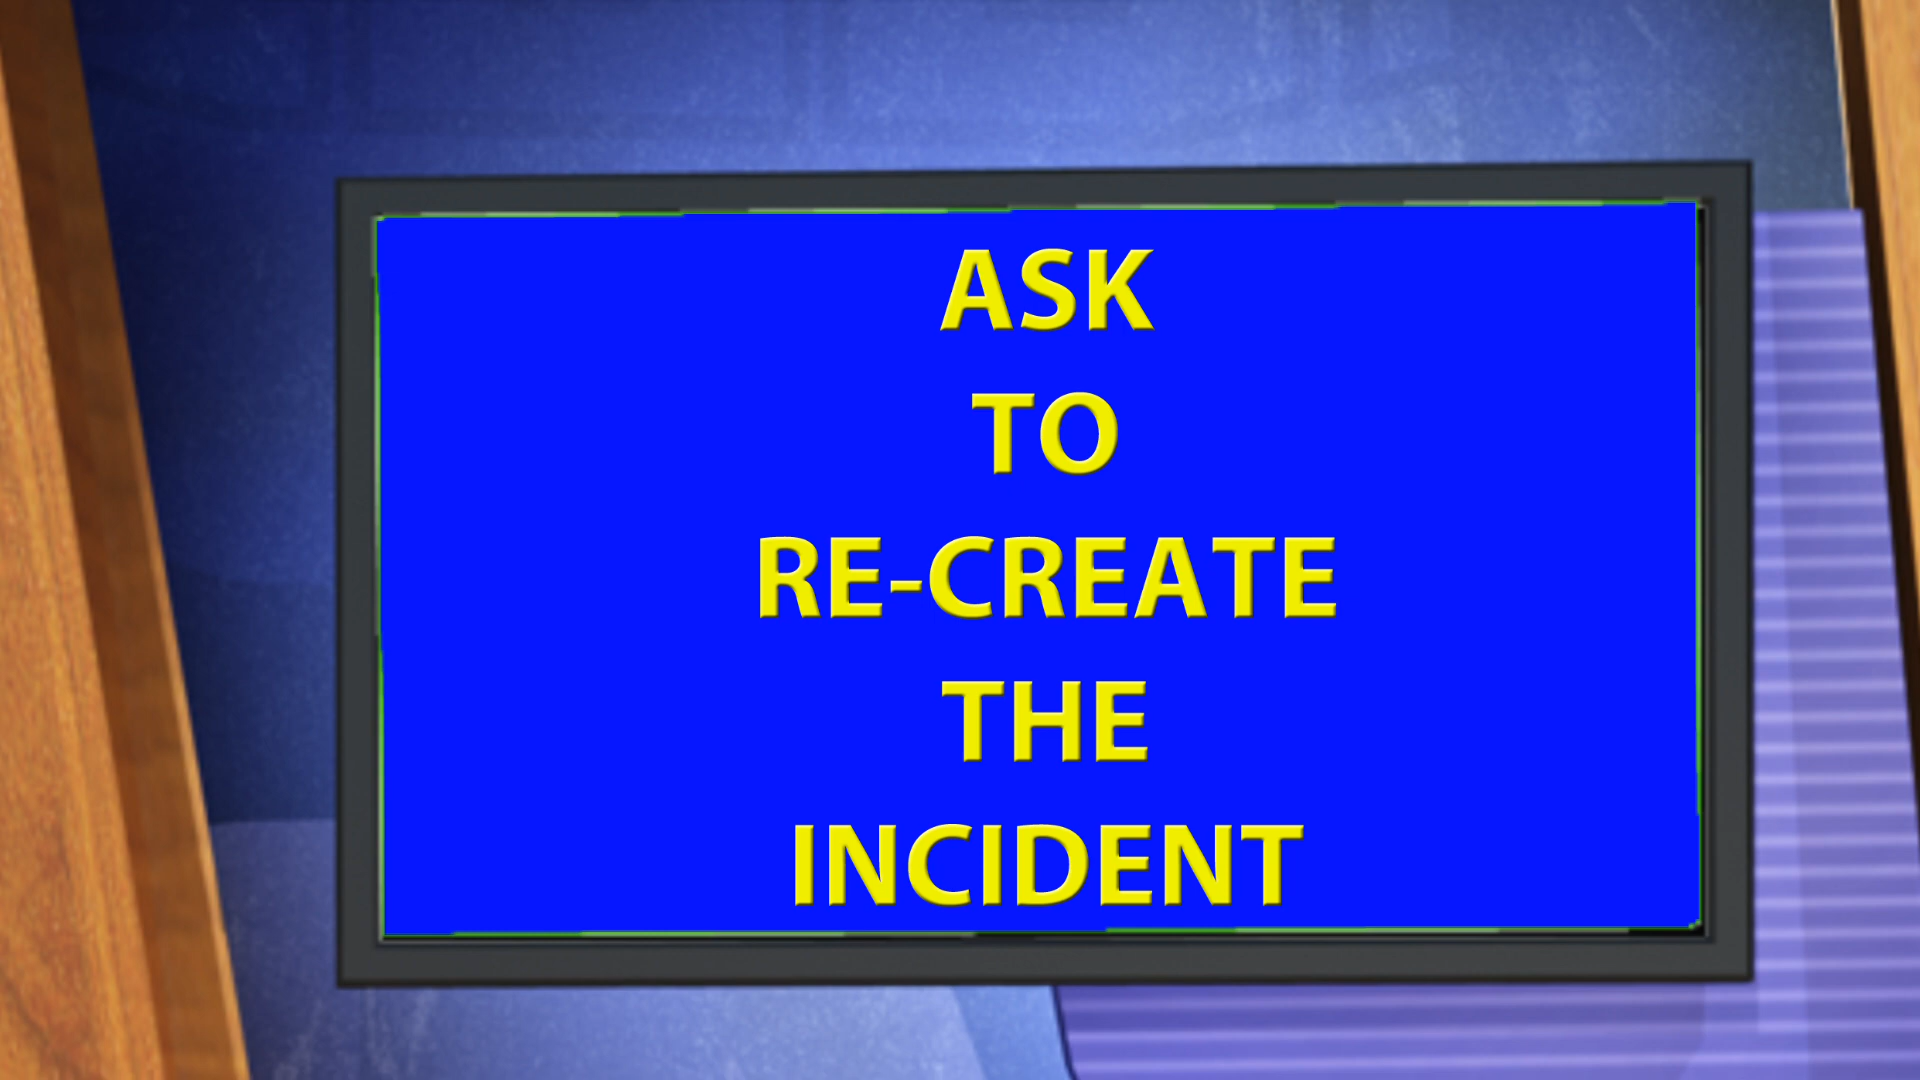 ASK
TO
RE-CREATE
THE
INCIDENT